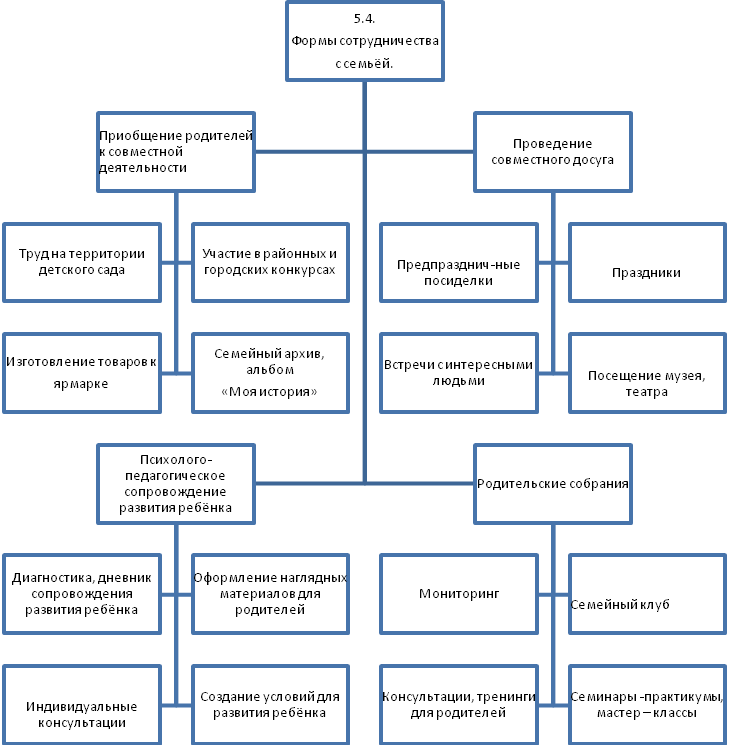 5.4.
Формы сотрудничества
с семьёй.
Приобщение родителей
к совместной
деятельности
Проведение
совместного досуга
Труд на территории
детского сада
Участие в районных и
городских конкурсах
Предпразднич-ные
посиделки
Праздники
Изготовление товаров к
ярмарке
Семейный архив,
альбом
«Моя история»
Встречи с интересными
людьми
Посещение музея,
театра
Психолого-
педагогическое
сопровождение
развития ребёнка
Родительские собрания
Диагностика, дневник
сопровождения
развития ребёнка
Оформление наглядных
материалов для
родителей
Мониторинг
Семейный клуб
Индивидуальные
консультации
Создание условий для
развития ребёнка
Консультации, тренинги
для родителей
Семинары -практикумы,
мастер – классы